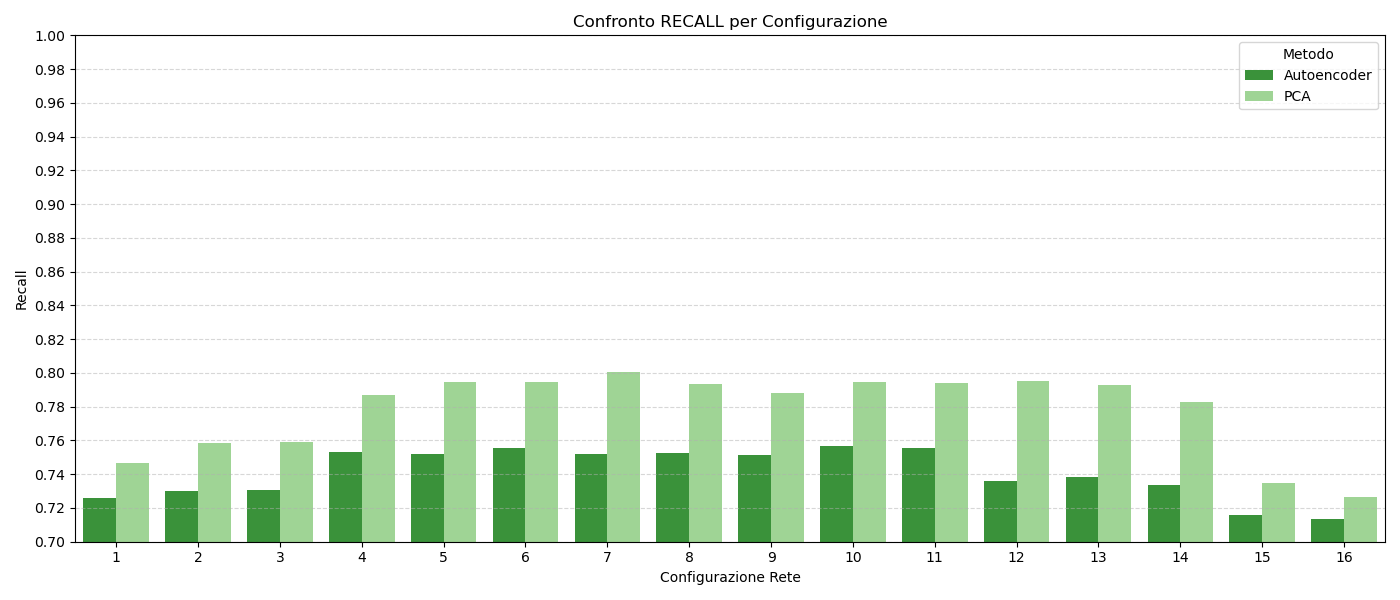 Confronto RECALL per Configurazione
Recall
1.00
0.98
0.96
0.94
0.92
0.90
0.88
0.86
0.84
0.82
0.80
0.78
0.76
0.74
0.72
0.70
Metodo
Autoencoder
PCA
1 2 3 4 5 6 7 8 9 10 11 12 13 14 15 16
Configurazione Rete